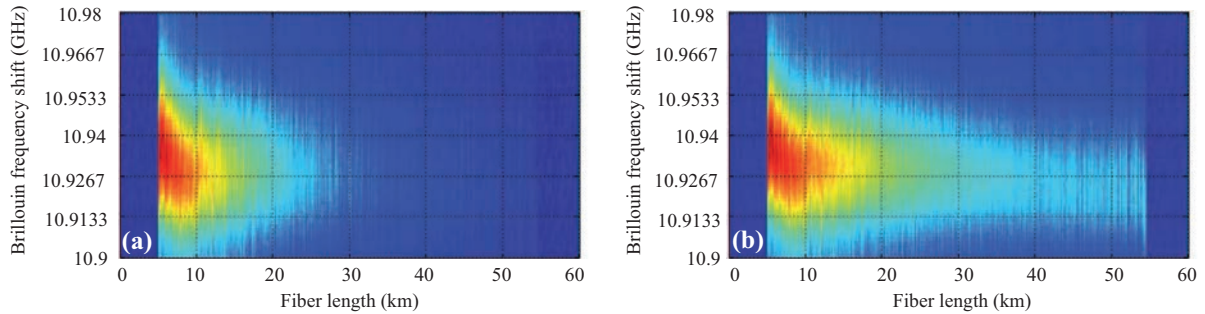 Brillouin frequency shift (GHz)
10.98
10.9667
10.9533
10.94
10.9267
10.9133
10.9
(a)
0 10 20 30 40 50 60
Fiber length (km)
Brillouin frequency shift (GHz)
10.98
10.9667
10.9533
10.94
10.9267
10.9133
10.9
(b)
0 10 20 30 40 50 60
Fiber length (km)